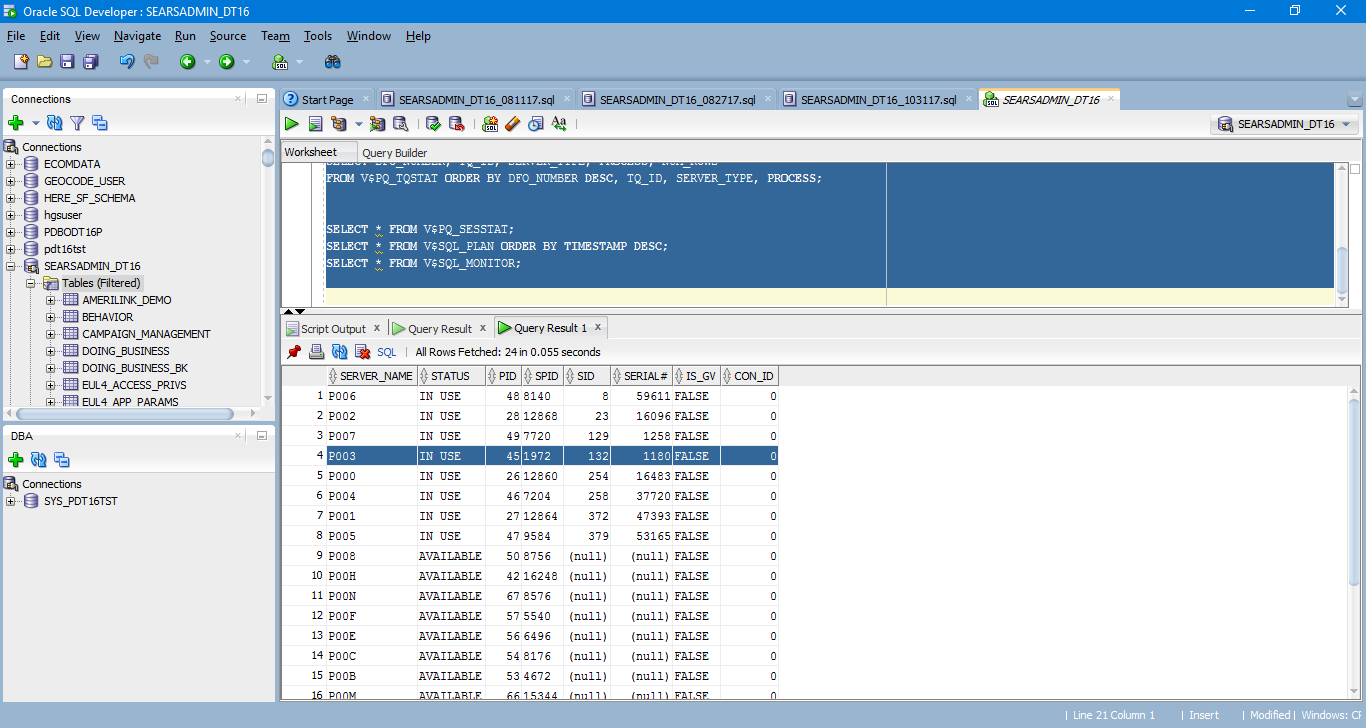 Oracle SQL Developer : SEARSADMIN_DT16
File Edit View Navigate Run Source Team Tools Window Help
Connections
Connections
ECOMDATA
GEOCODE_USER
HERE_SF_SCHEMA
hgsuser
PDBODT16P
pdt16tst
SEARSADMIN_DT16
Tables (Filtered)
AMERILINK_DEMO
BEHAVIOR
CAMPAIGN_MANAGEMENT
DOING_BUSINESS
DOING_BUSINESS_BK
EUL4_ACCESS_PRIVS
EUL4_APP_PARAMS
DBA
Connections
SYS_PDT16TST
Start Page SEARSADMIN_DT16_081117.sql SEARSADMIN_DT16_082717.sql SEARSADMIN_DT16_103117.sql SEARSADMIN_DT16
SEARSADMIN_DT16
Worksheet Query Builder
SELECT DFO_NUMBER, TQ_ID, SERVER_TYPE, PROCESS, NUM_ROWS
FROM V$PQ_TQSTAT ORDER BY DFO_NUMBER DESC, TQ_ID, SERVER_TYPE, PROCESS;
SELECT * FROM V$PQ_SESSTAT;
SELECT * FROM V$SQL_PLAN ORDER BY TIMESTAMP DESC;
SELECT * FROM V$SQL_MONITOR;
Script Output x Query Result x Query Result 1 x
SQL | All Rows Fetched: 24 in 0.055 seconds
SERVER_NAME STATUS PID SPID SID SERIAL# IS_GV CON_ID
1 P006 IN USE 48 8140 8 59611 FALSE 0
2 P002 IN USE 28 12868 23 16096 FALSE 0
3 P007 IN USE 49 7720 129 1258 FALSE 0
4 P003 IN USE 45 1972 132 1180 FALSE 0
5 P000 IN USE 26 12860 254 16483 FALSE 0
6 P004 IN USE 46 7204 258 37720 FALSE 0
7 P001 IN USE 27 12864 372 47393 FALSE 0
8 P005 IN USE 47 9584 379 53165 FALSE 0
9 P008 AVAILABLE 50 8756 (null) (null) FALSE 0
10 P00H AVAILABLE 42 16248 (null) (null) FALSE 0
11 P00N AVAILABLE 67 8576 (null) (null) FALSE 0
12 P00F AVAILABLE 57 5540 (null) (null) FALSE 0
13 P00E AVAILABLE 56 6496 (null) (null) FALSE 0
14 P00C AVAILABLE 54 8176 (null) (null) FALSE 0
15 P00B AVAILABLE 53 4672 (null) (null) FALSE 0
16 P00M AVAILABLE 66 15344 (null) (null) FALSE 0
| Line 21 Column 1 | Insert | Modified | Windows: CF